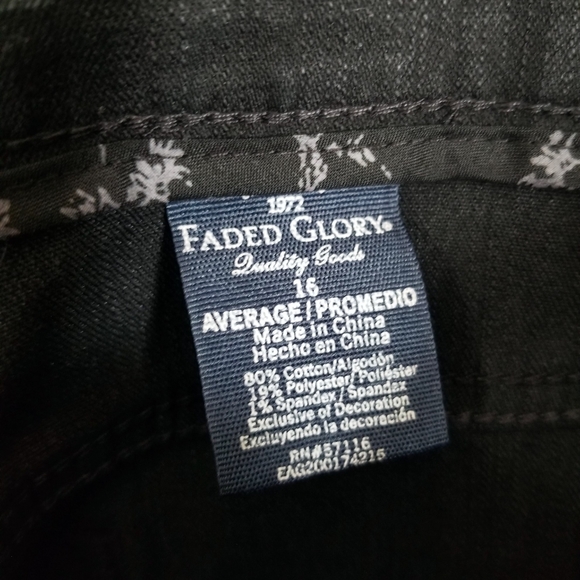 1972
FADED GLORY®
Quality Goods
16
AVERAGE/PROMEDIO
Made in China
Hecho en China
80% Cotton/Algodón
19% Polyester/Poliéster
1% Spandex/Spandax
Exclusive of Decoration
Excluyendo la decoración
RN#57116
EAG200174215